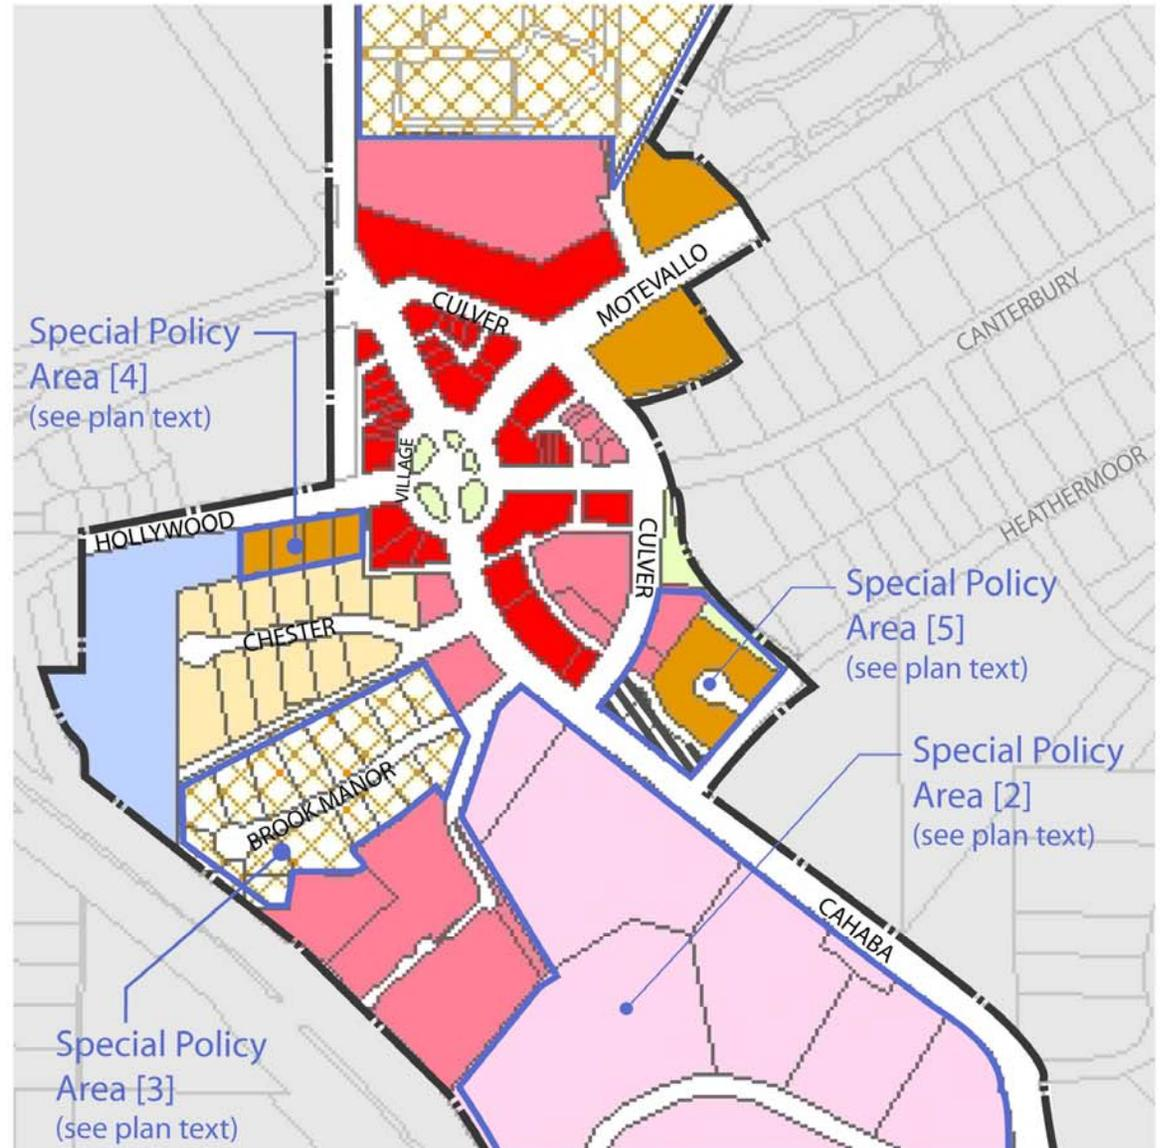 CULVER
MOTEVALLO
CANTERBURY
Special Policy
Area [4]
(see plan text)
VILLAGE
HEATHERMOOR
HOLLYWOOD
CULVER
Special Policy
Area [5]
(see plan text)
CHESTER
Special Policy
Area [2]
(see plan text)
BROOK MANOR
CAHABA
Special Policy
Area [3]
(see plan text)